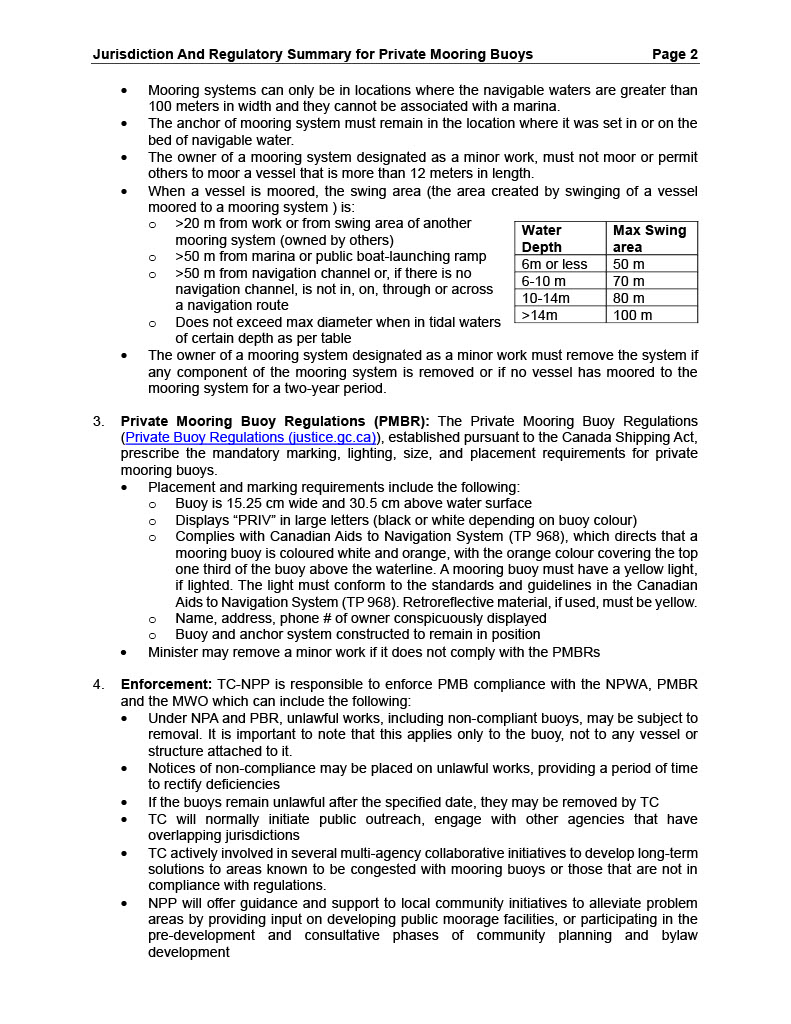 Jurisdiction And Regulatory Summary for Private Mooring Buoys Page 2
• Mooring systems can only be in locations where the navigable waters are greater than
100 meters in width and they cannot be associated with a marina.
• The anchor of mooring system must remain in the location where it was set in or on the
bed of navigable water.
• The owner of a mooring system designated as a minor work, must not moor or permit
others to moor a vessel that is more than 12 meters in length.
• When a vessel is moored, the swing area (the area created by swinging of a vessel
moored to a mooring system ) is:
o >20 m from work or from swing area of another
mooring system (owned by others)
o >50 m from marina or public boat-launching ramp
o >50 m from navigation channel or, if there is no
navigation channel, is not in, on, through or across
a navigation route
o Does not exceed max diameter when in tidal waters
of certain depth as per table
Water Depth Max Swing area
6m or less 50 m
6-10 m 70 m
10-14m 80 m
>14m 100 m
• The owner of a mooring system designated as a minor work must remove the system if
any component of the mooring system is removed or if no vessel has moored to the
mooring system for a two-year period.
3. Private Mooring Buoy Regulations (PMBR): The Private Mooring Buoy Regulations
(Private Buoy Regulations (justice.gc.ca)), established pursuant to the Canada Shipping Act,
prescribe the mandatory marking, lighting, size, and placement requirements for private
mooring buoys.
• Placement and marking requirements include the following:
o Buoy is 15.25 cm wide and 30.5 cm above water surface
o Displays “PRIV” in large letters (black or white depending on buoy colour)
o Complies with Canadian Aids to Navigation System (TP 968), which directs that a
mooring buoy is coloured white and orange, with the orange colour covering the top
one third of the buoy above the waterline. A mooring buoy must have a yellow light,
if lighted. The light must conform to the standards and guidelines in the Canadian
Aids to Navigation System (TP 968). Retroreflective material, if used, must be yellow.
o Name, address, phone # of owner conspicuously displayed
o Buoy and anchor system constructed to remain in position
• Minister may remove a minor work if it does not comply with the PMBRs
4. Enforcement: TC-NPP is responsible to enforce PMB compliance with the NPWA, PMBR
and the MWO which can include the following:
• Under NPA and PBR, unlawful works, including non-compliant buoys, may be subject to
removal. It is important to note that this applies only to the buoy, not to any vessel or
structure attached to it.
• Notices of non-compliance may be placed on unlawful works, providing a period of time
to rectify deficiencies
• If the buoys remain unlawful after the specified date, they may be removed by TC
• TC will normally initiate public outreach, engage with other agencies that have
overlapping jurisdictions
• TC actively involved in several multi-agency collaborative initiatives to develop long-term
solutions to areas known to be congested with mooring buoys or those that are not in
compliance with regulations.
• NPP will offer guidance and support to local community initiatives to alleviate problem
areas by providing input on developing public moorage facilities, or participating in the
pre-development and consultative phases of community planning and bylaw
development